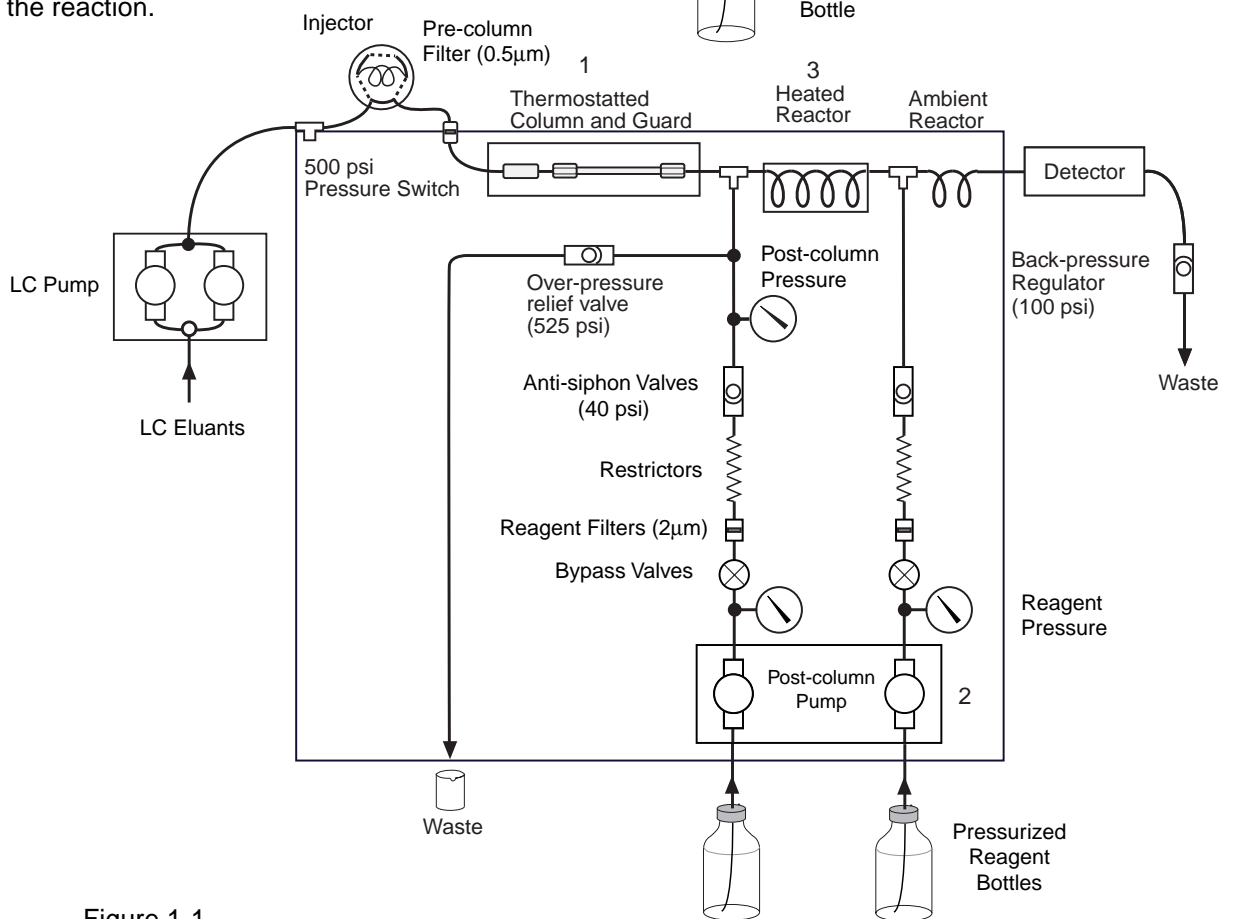 the reaction.
Bottle
Injector
Pre-column
Filter (0.5μm)
1
Thermostatted
Column and Guard
3
Heated
Reactor
Ambient
Reactor
500 psi
Pressure Switch
Detector
LC Pump
Over-pressure
relief valve
(525 psi)
Post-column
Pressure
Back-pressure
Regulator
(100 psi)
Waste
LC Eluants
Anti-siphon Valves
(40 psi)
Restrictors
Reagent Filters (2μm)
Bypass Valves
Reagent
Pressure
Post-column
Pump
2
Waste
Pressurized
Reagent
Bottles
Figure 1-1